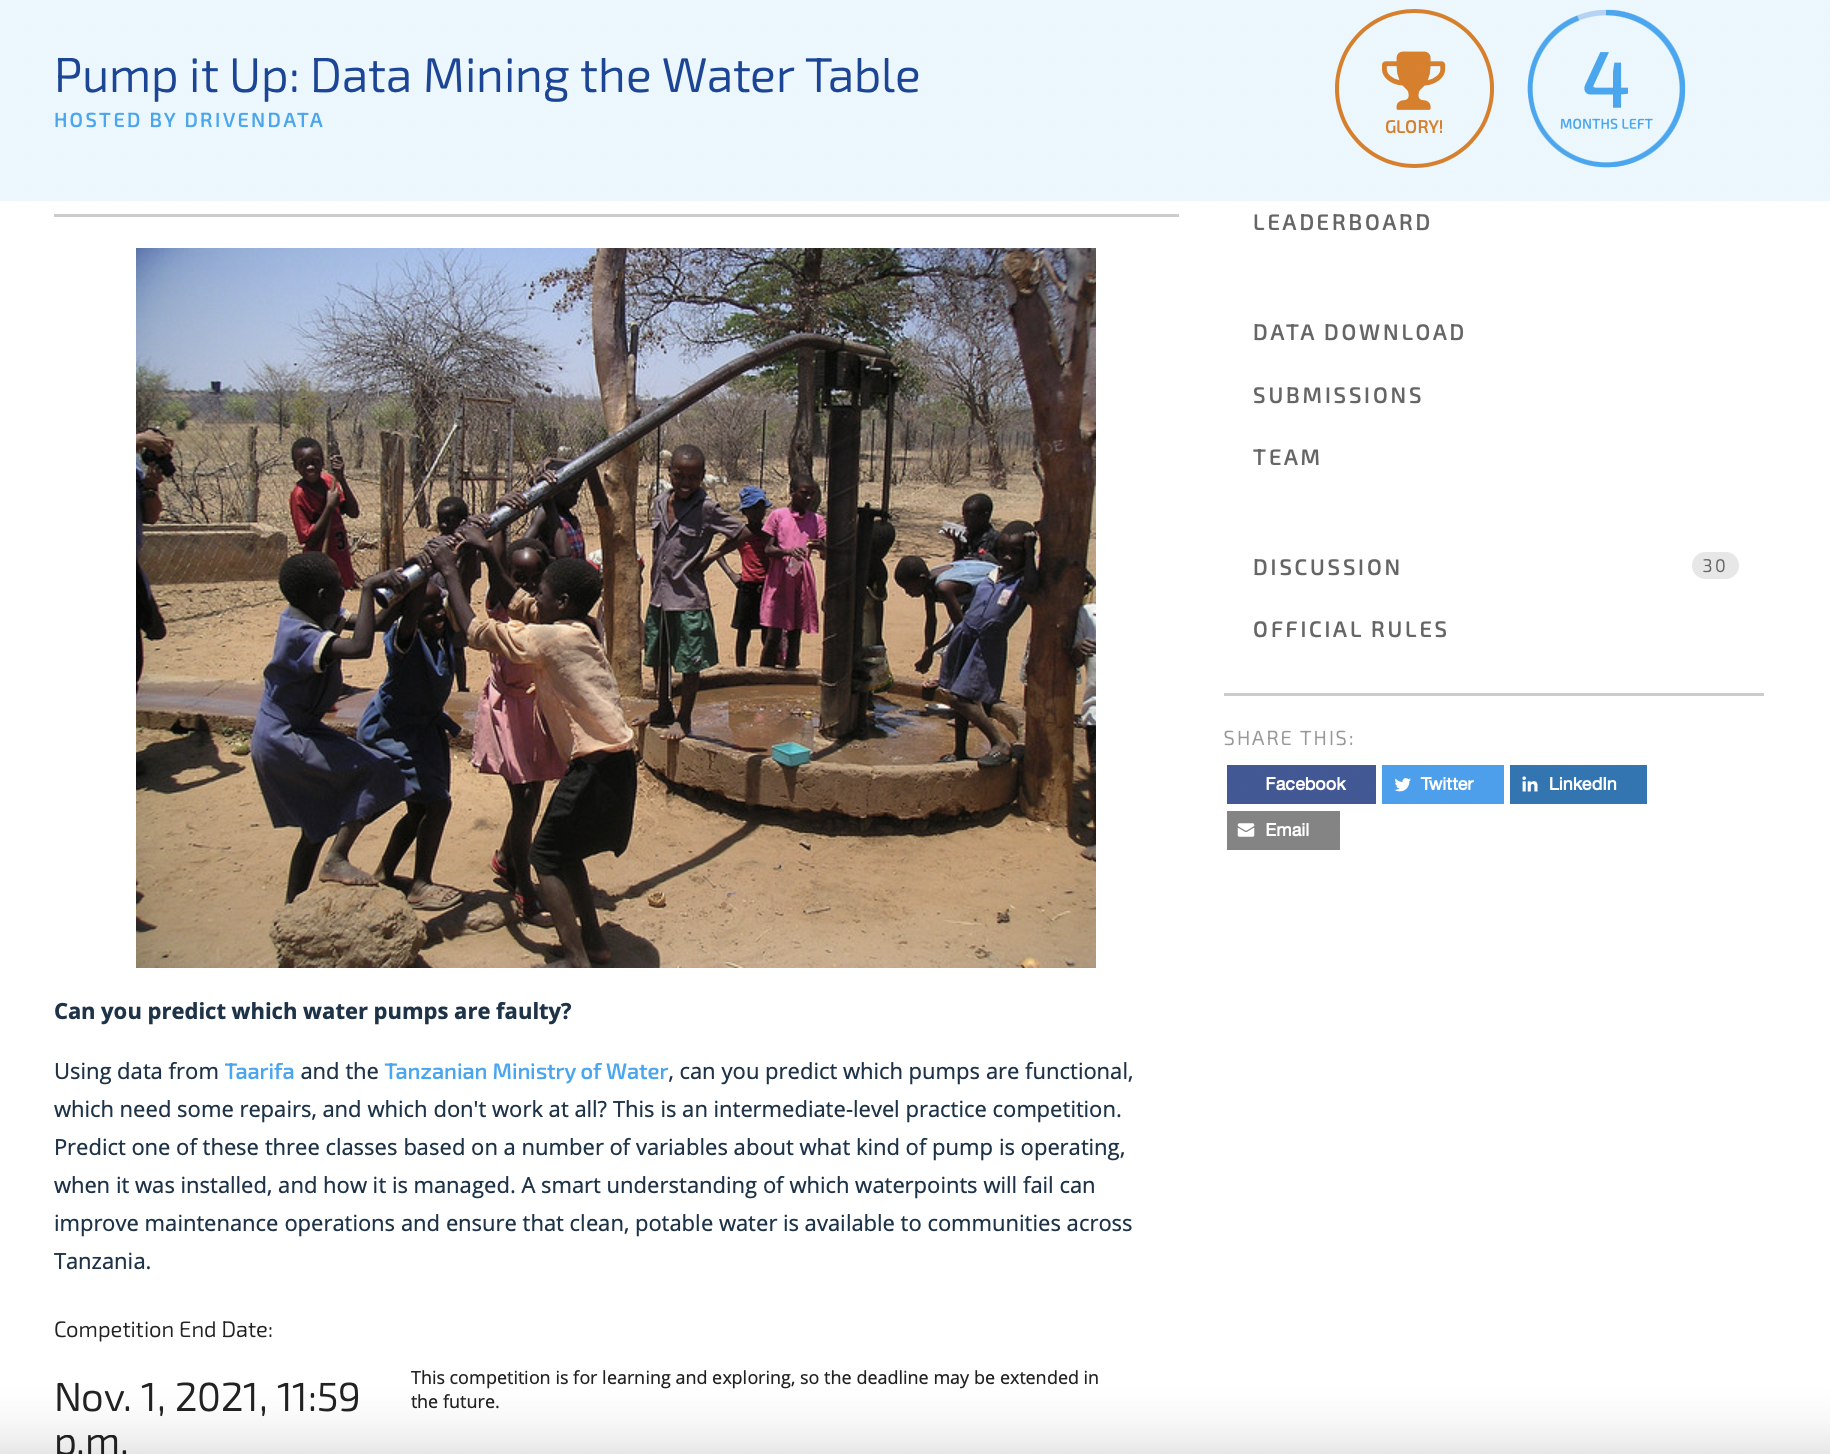 Pump it Up: Data Mining the Water Table
HOSTED BY DRIVENDATA
GLORY!
4
MONTHS LEFT
LEADERBOARD
DATA DOWNLOAD
SUBMISSIONS
TEAM
DISCUSSION
30
OFFICIAL RULES
SHARE THIS:
Facebook
Twitter
LinkedIn
Email
Can you predict which water pumps are faulty?
Using data from Taarifa and the Tanzanian Ministry of Water, can you predict which pumps are functional,
which need some repairs, and which don't work at all? This is an intermediate-level practice competition.
Predict one of these three classes based on a number of variables about what kind of pump is operating,
when it was installed, and how it is managed. A smart understanding of which waterpoints will fail can
improve maintenance operations and ensure that clean, potable water is available to communities across
Tanzania.
Competition End Date:
Nov. 1, 2021, 11:59
p.m.
This competition is for learning and exploring, so the deadline may be extended in
the future.